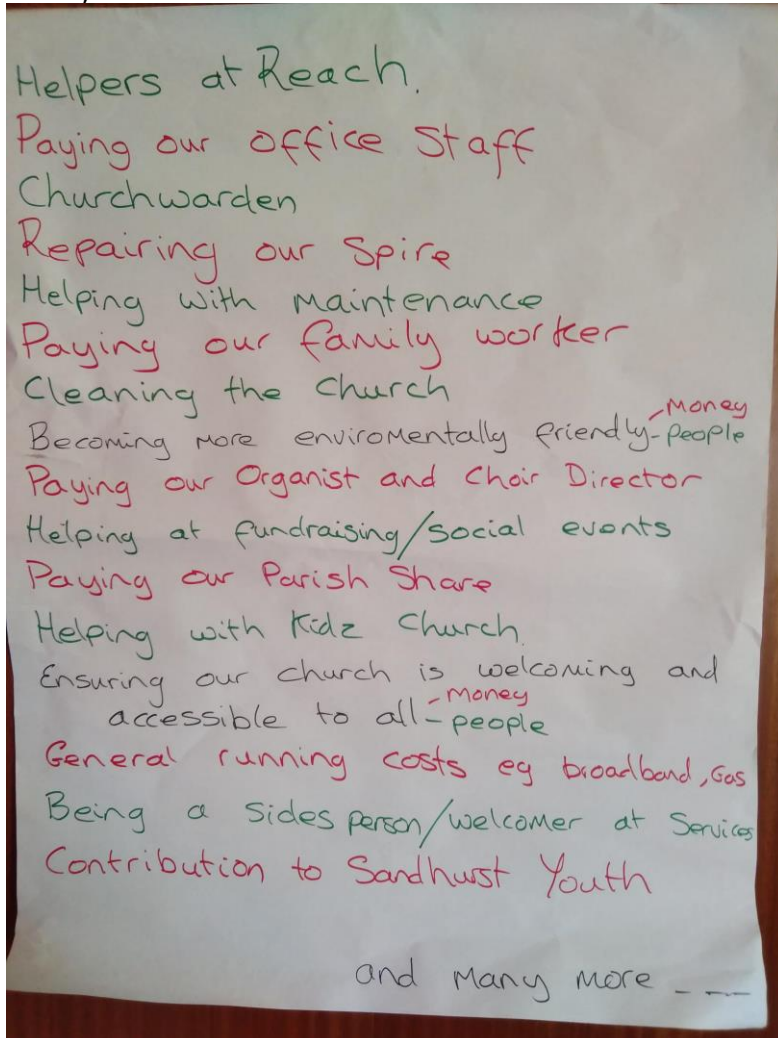 Helpers at Reach.
Paying our office Staff
Churchwarden
Repairing our Spire
Helping with maintenance
Paying our family worker
Cleaning the Church
Becoming more enviromentally friendly - money
- people
Paying our Organist and Choir Director
Helping at fundraising/social events
Paying our Parish Share
Helping with Kidz Church.
Ensuring our church is welcoming and
accessible to all - money
- people
General running costs eg broadband, Gas
Being a sides person/welcomer at Services
Contribution to Sandhurst Youth
and many more ---